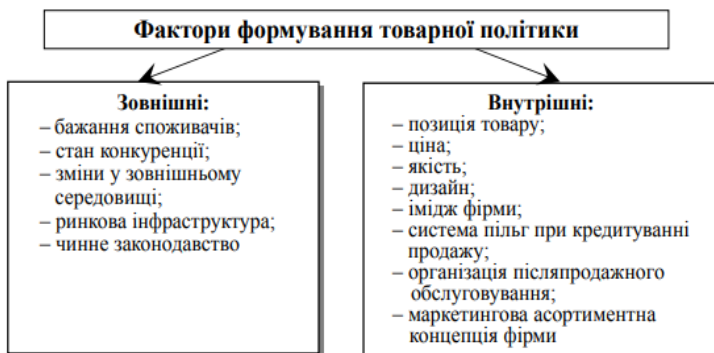 Фактори формування товарної політики
Зовнішні:
– бажання споживачів;
– стан конкуренції;
– зміни у зовнішньому
середовищі;
– ринкова інфраструктура;
– чинне законодавство
Внутрішні:
– позиція товару;
– ціна;
– якість;
– дизайн;
– імідж фірми;
– система пільг при кредитуванні
продажу;
– організація післяпродажного
обслуговування;
– маркетингова асортиментна
концепція фірми